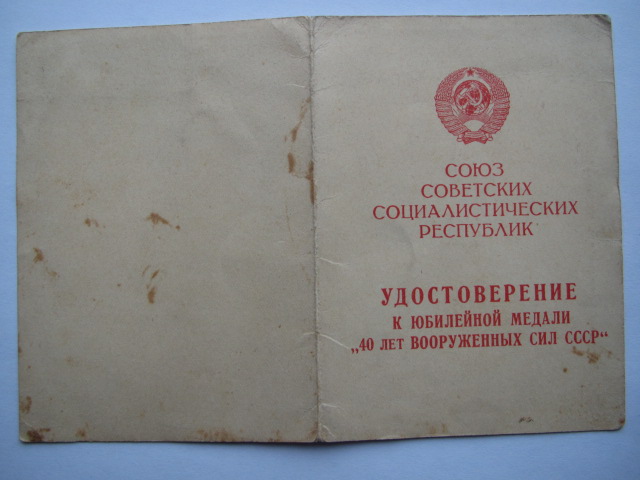 СОЮЗ
СОВЕТСКИХ
СОЦИАЛИСТИЧЕСКИХ
РЕСПУБЛИК
УДОСТОВЕРЕНИЕ
К ЮБИЛЕЙНОЙ МЕДАЛИ
„40 ЛЕТ ВООРУЖЕННЫХ СИЛ СССР“